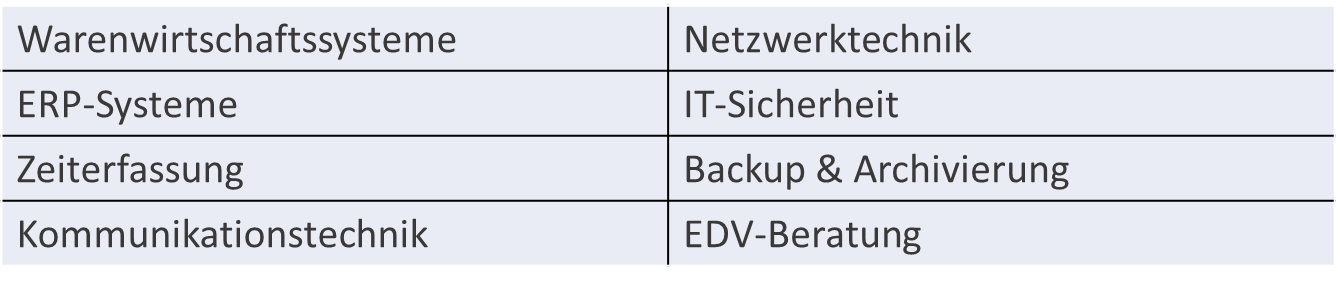 Warenwirtschaftssysteme Netzwerktechnik
ERP-Systeme IT-Sicherheit
Zeiterfassung Backup & Archivierung
Kommunikationstechnik EDV-Beratung